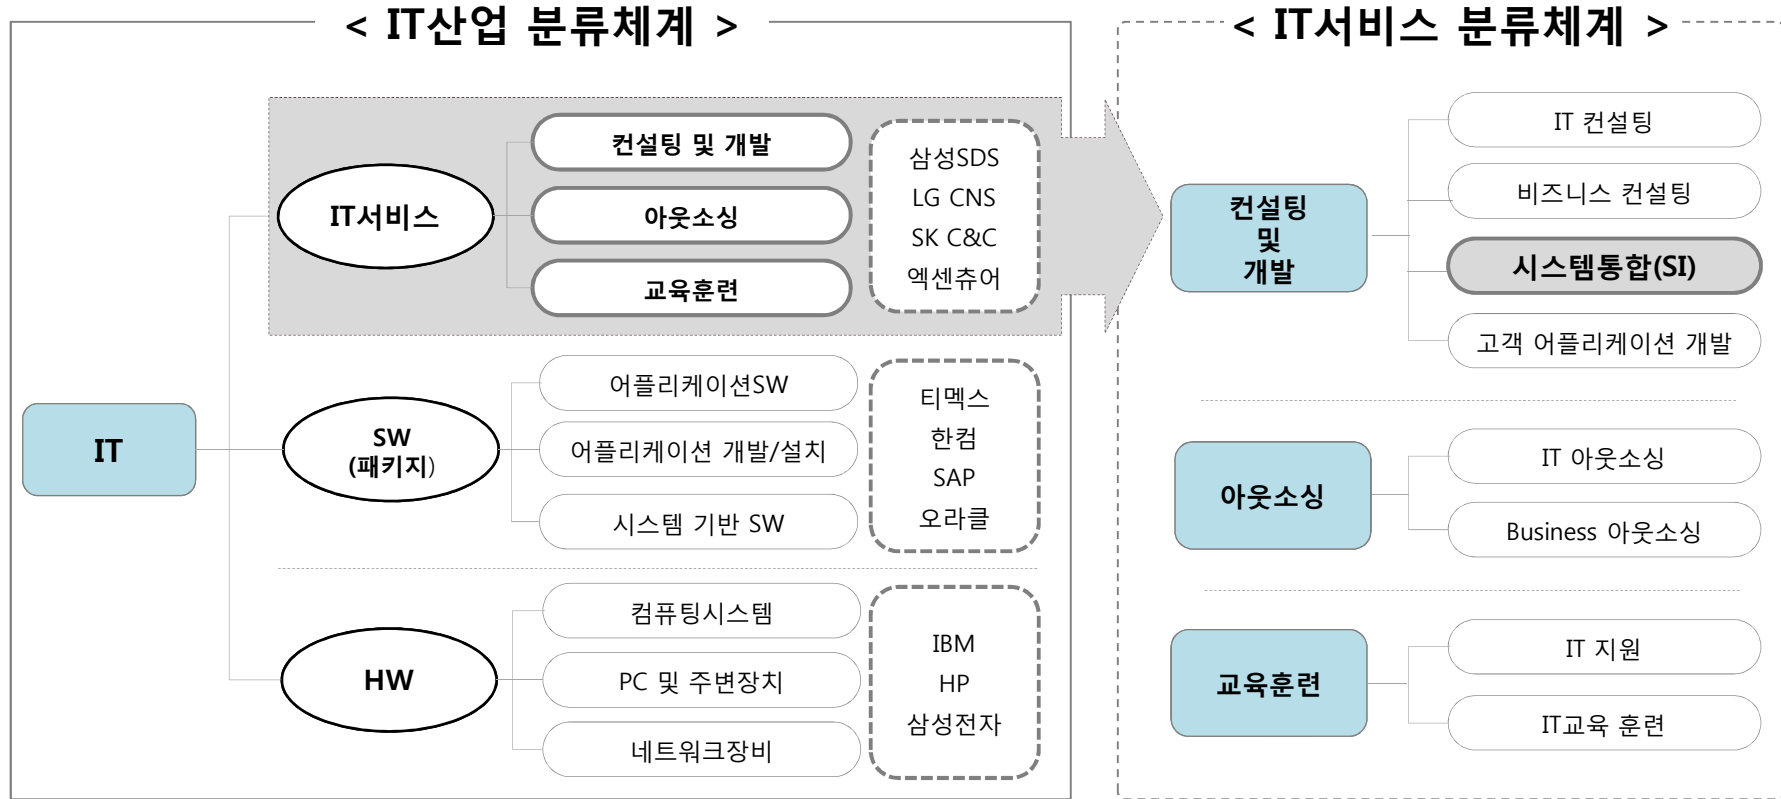 < IT산업 분류체계 >
IT
IT서비스
컨설팅 및 개발
아웃소싱
교육훈련
삼성SDS
LG CNS
SK C&C
엑센츄어
SW
(패키지)
어플리케이션SW
어플리케이션 개발/설치
시스템 기반 SW
티멕스
한컴
SAP
오라클
HW
컴퓨팅시스템
PC 및 주변장치
네트워크장비
IBM
HP
삼성전자
< IT서비스 분류체계 >
컨설팅
및
개발
IT 컨설팅
비즈니스 컨설팅
시스템통합(SI)
고객 어플리케이션 개발
아웃소싱
IT 아웃소싱
Business 아웃소싱
교육훈련
IT 지원
IT교육 훈련